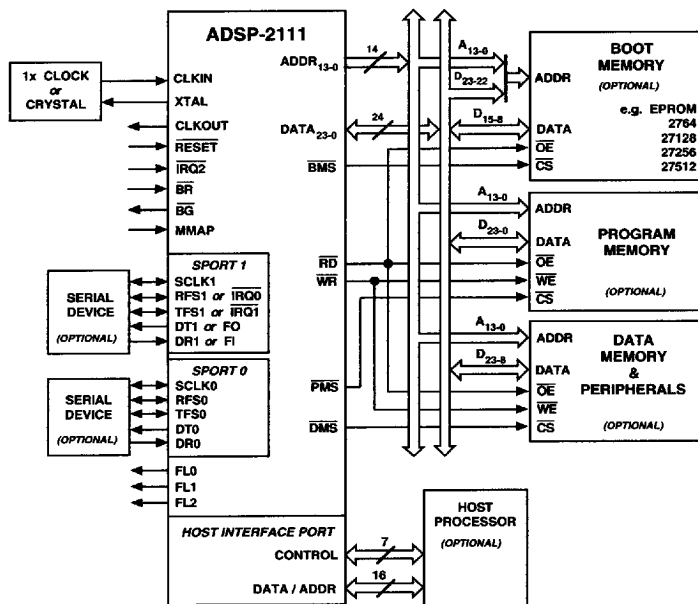 ADSP-2111
1x CLOCK
or
CRYSTAL
CLKIN
XTAL
CLKOUT
RESET
IRQ2
BR
BG
MMAP
ADDR13-0
14
DATA23-0
24
BMS
RD
WR
PMS
DMS
SPORT 1
SCLK1
RFS1 or IRQ0
TFS1 or IRQ1
DT1 or FO
DR1 or FI
SERIAL
DEVICE
(OPTIONAL)
SPORT 0
SCLK0
RFS0
TFS0
DT0
DR0
SERIAL
DEVICE
(OPTIONAL)
FL0
FL1
FL2
HOST INTERFACE PORT
CONTROL
7
DATA / ADDR
16
HOST
PROCESSOR
(OPTIONAL)
A13-0
D23-22
D15-8
BOOT
MEMORY
(OPTIONAL)
e.g. EPROM
2764
27128
27256
27512
ADDR
DATA
OE
CS
A13-0
D23-0
ADDR
DATA
OE
WE
CS
PROGRAM
MEMORY
(OPTIONAL)
A13-0
D23-8
ADDR
DATA
OE
WE
CS
DATA
MEMORY
&
PERIPHERALS
(OPTIONAL)